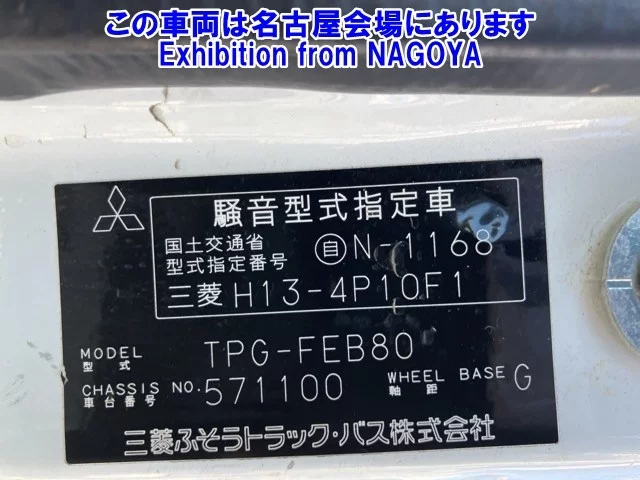 この車両は名古屋会場にあります
Exhibition from NAGOYA
騒音型式指定車
国土交通省
型式指定番号 自 N-1168
三菱 H13-4P10F1
MODEL
型式 TPG-FEB80
CHASSIS NO.
車台番号 571100 WHEEL BASE
軸距 G
三菱ふそうトラック・バス株式会社